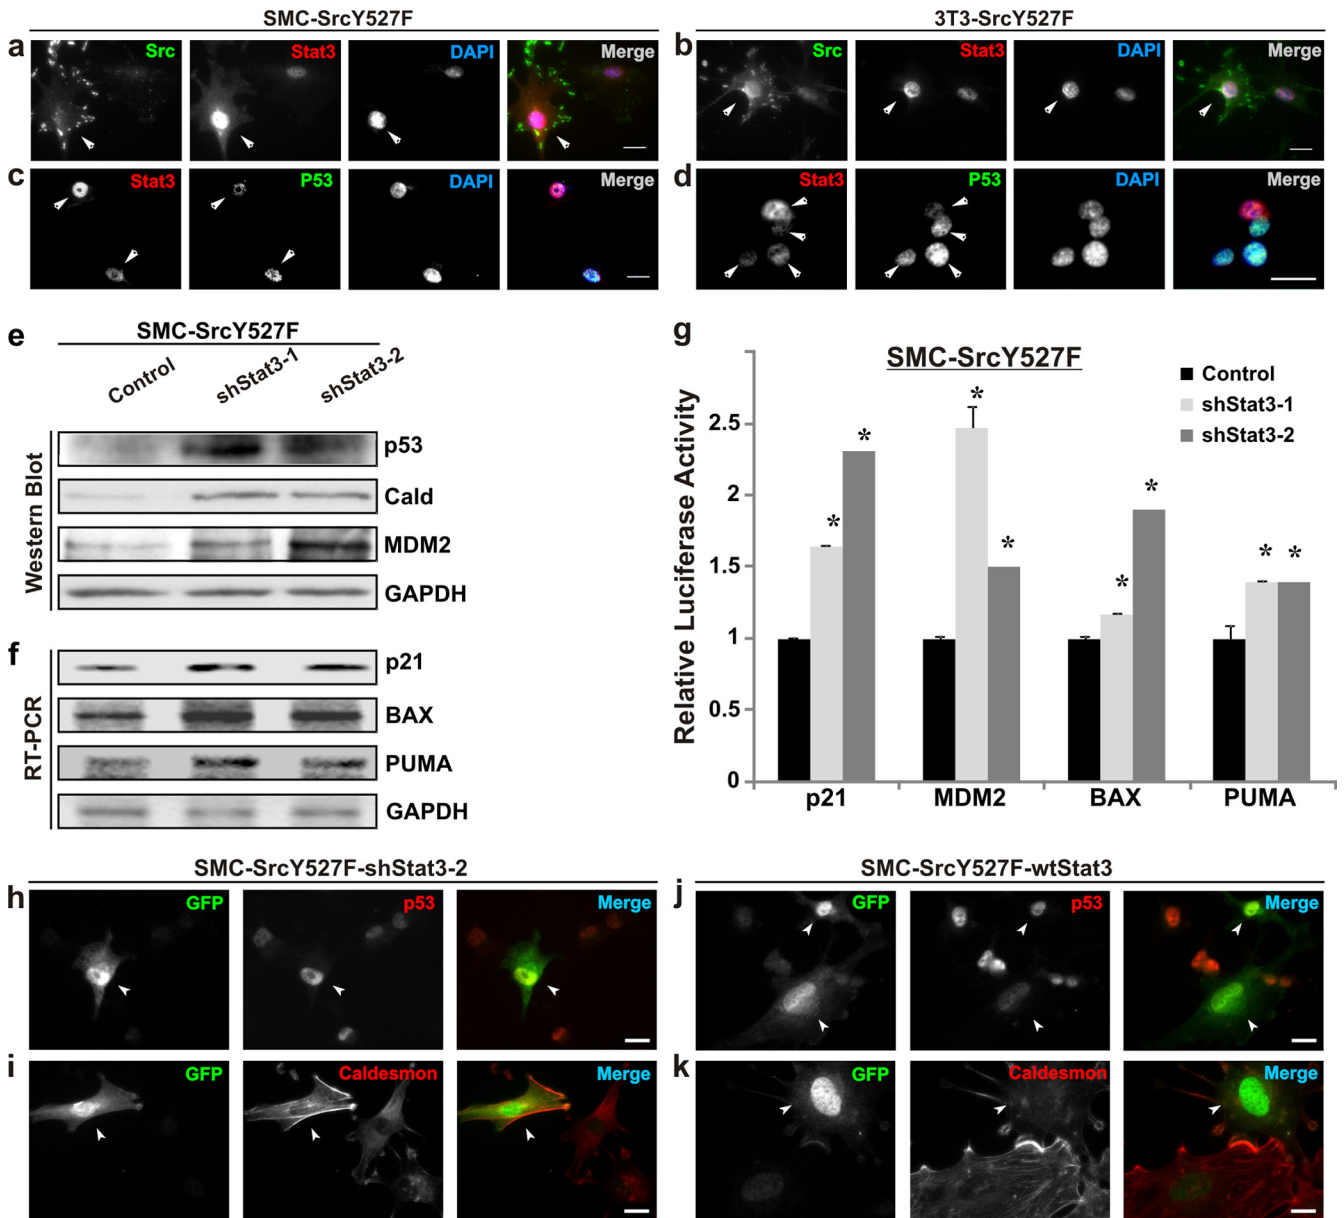 SMC-SrcY527F
3T3-SrcY527F
a
Src
Stat3
DAPI
Merge
b
Src
Stat3
DAPI
Merge
c
Stat3
P53
DAPI
Merge
d
Stat3
P53
DAPI
Merge
e
SMC-SrcY527F
Control
shStat3-1
shStat3-2
Western Blot
p53
Cald
MDM2
GAPDH
f
RT-PCR
p21
BAX
PUMA
GAPDH
g
SMC-SrcY527F
Control
shStat3-1
shStat3-2
Relative Luciferase Activity
2.5
2
1.5
1
0.5
0
* * * * * * * *
p21 MDM2 BAX PUMA
SMC-SrcY527F-shStat3-2
SMC-SrcY527F-wtStat3
h
GFP
p53
Merge
j
GFP
p53
Merge
i
GFP
Caldesmon
Merge
k
GFP
Caldesmon
Merge